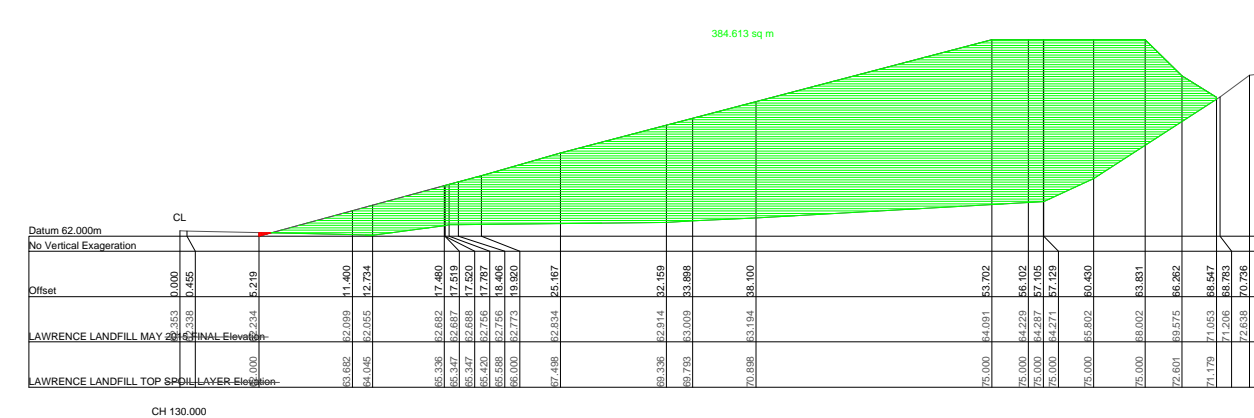 384.613 sq m
CL
Datum 62.000m
No Vertical Exageration
Offset 0.000 0.455 5.219 11.400 12.734 17.480 17.519 17.520 17.787 18.406 19.920 25.167 32.159 33.898 38.100 53.702 56.102 57.105 57.129 60.430 63.831 66.262 68.547 68.783 70.736
LAWRENCE LANDFILL MAY 2015 FINAL Elevation 62.353 62.338 62.234 62.099 62.055 62.682 62.687 62.688 62.756 62.756 62.773 62.834 62.914 63.009 63.194 64.091 64.229 64.287 64.271 65.802 68.002 69.575 71.053 71.206 72.638
LAWRENCE LANDFILL TOP SPOIL LAYER Elevation 62.000 63.682 64.045 65.336 65.347 65.347 65.420 65.588 66.000 67.498 69.336 69.793 70.898 75.000 75.000 75.000 75.000 75.000 75.000 72.601 71.179
CH 130.000